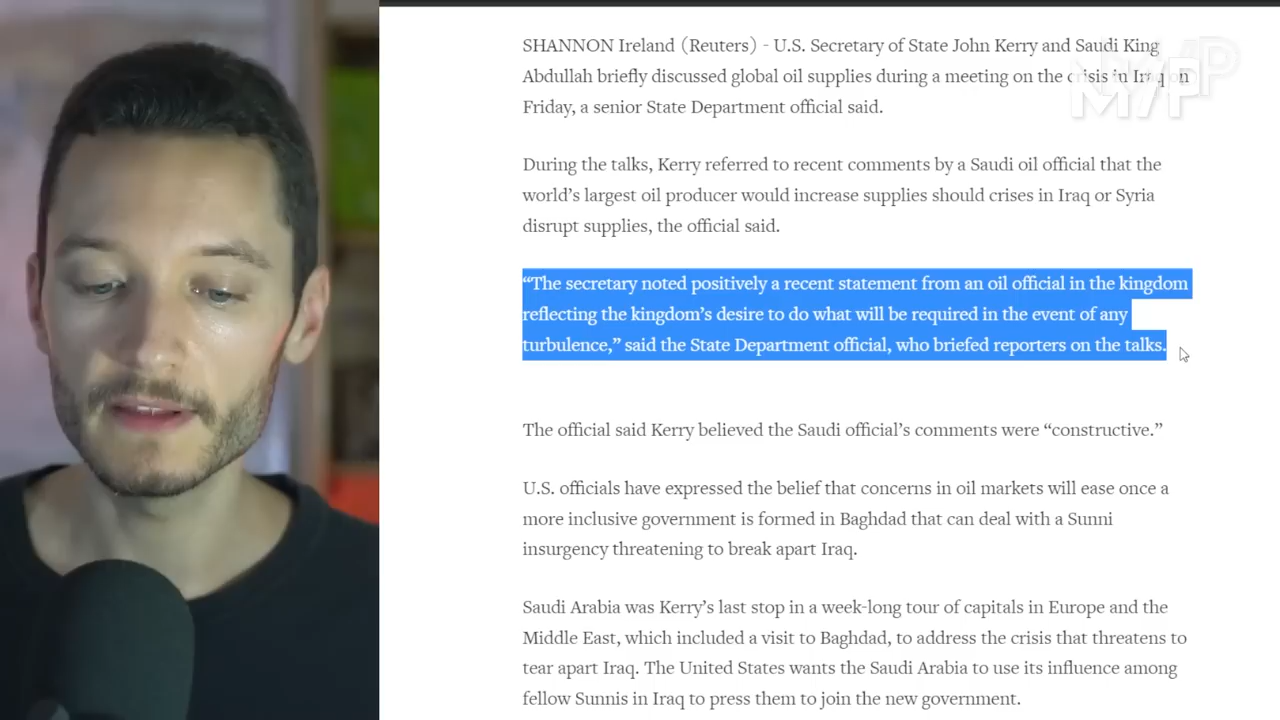 SHANNON Ireland (Reuters) - U.S. Secretary of State John Kerry and Saudi King
Abdullah briefly discussed global oil supplies during a meeting on the crisis in Iraq on
Friday, a senior State Department official said.
During the talks, Kerry referred to recent comments by a Saudi oil official that the
world’s largest oil producer would increase supplies should crises in Iraq or Syria
disrupt supplies, the official said.
“The secretary noted positively a recent statement from an oil official in the kingdom
reflecting the kingdom’s desire to do what will be required in the event of any
turbulence,” said the State Department official, who briefed reporters on the talks.
The official said Kerry believed the Saudi official’s comments were “constructive.”
U.S. officials have expressed the belief that concerns in oil markets will ease once a
more inclusive government is formed in Baghdad that can deal with a Sunni
insurgency threatening to break apart Iraq.
Saudi Arabia was Kerry’s last stop in a week-long tour of capitals in Europe and the
Middle East, which included a visit to Baghdad, to address the crisis that threatens to
tear apart Iraq. The United States wants the Saudi Arabia to use its influence among
fellow Sunnis in Iraq to press them to join the new government.